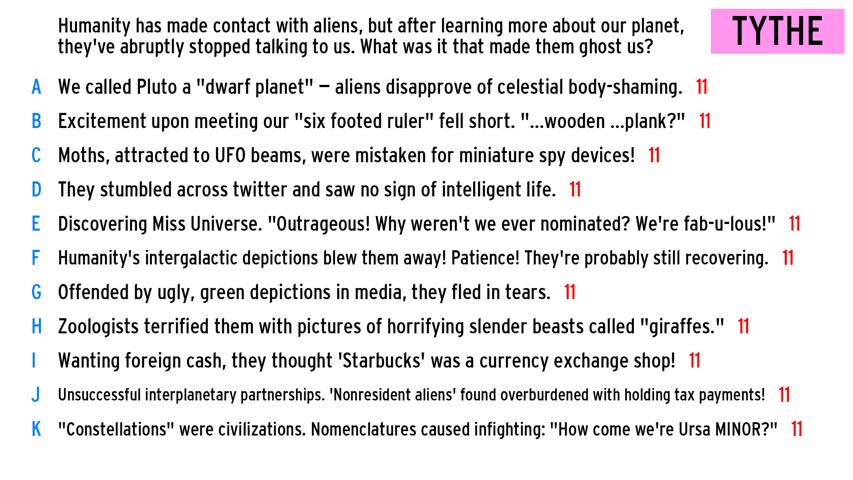 Humanity has made contact with aliens, but after learning more about our planet,
they've abruptly stopped talking to us. What was it that made them ghost us?
TYTHE
A We called Pluto a "dwarf planet" – aliens disapprove of celestial body-shaming. 11
B Excitement upon meeting our "six footed ruler" fell short. "...wooden ...plank?" 11
C Moths, attracted to UFO beams, were mistaken for miniature spy devices! 11
D They stumbled across twitter and saw no sign of intelligent life. 11
E Discovering Miss Universe. "Outrageous! Why weren't we ever nominated? We're fab-u-lous!" 11
F Humanity's intergalactic depictions blew them away! Patience! They're probably still recovering. 11
G Offended by ugly, green depictions in media, they fled in tears. 11
H Zoologists terrified them with pictures of horrifying slender beasts called "giraffes." 11
I Wanting foreign cash, they thought 'Starbucks' was a currency exchange shop! 11
J Unsuccessful interplanetary partnerships. 'Nonresident aliens' found overburdened with holding tax payments! 11
K "Constellations" were civilizations. Nomenclatures caused infighting: "How come we're Ursa MINOR?" 11